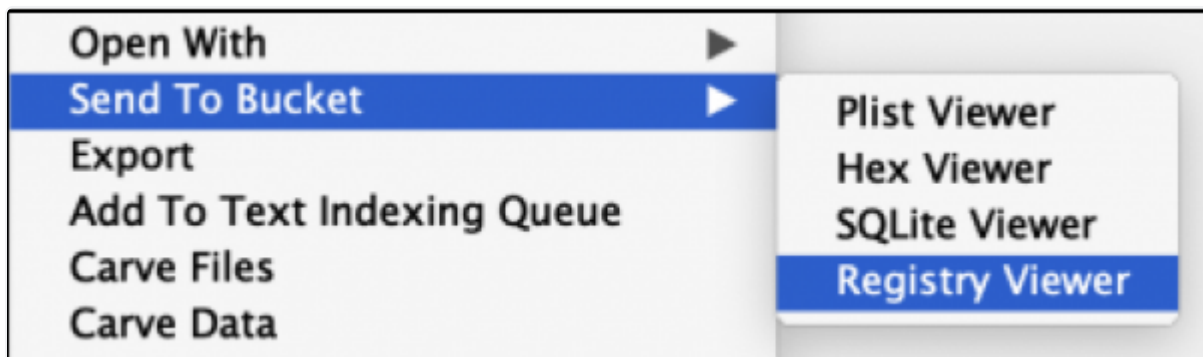 Open With
Send To Bucket
Export
Add To Text Indexing Queue
Carve Files
Carve Data
Plist Viewer
Hex Viewer
SQLite Viewer
Registry Viewer